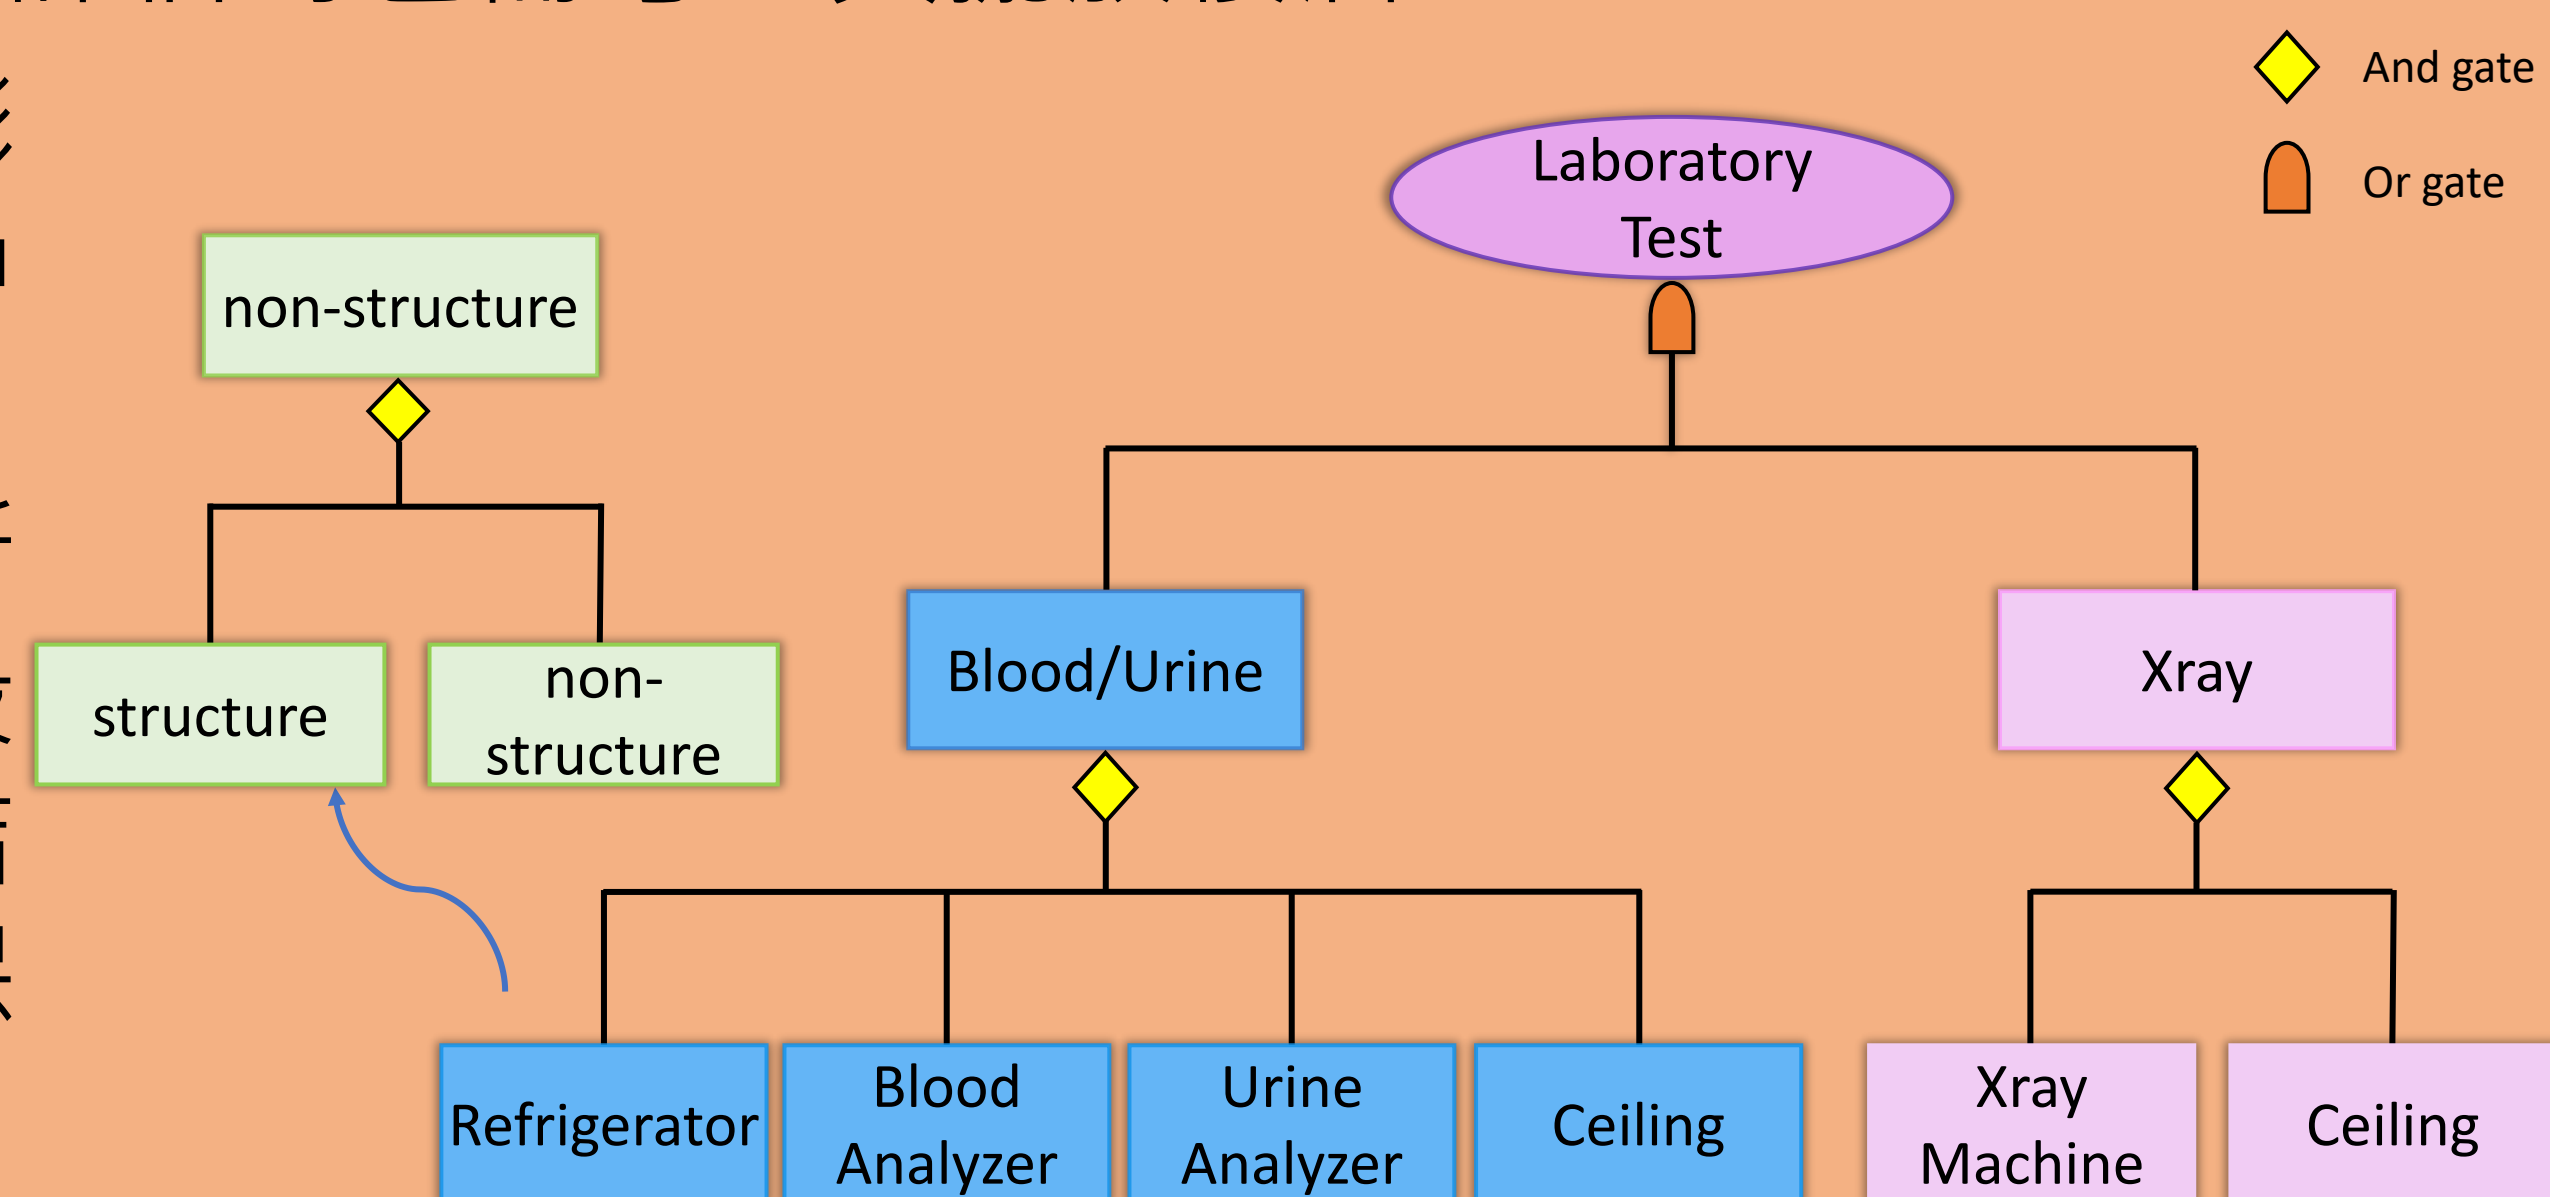 And gate
Or gate
Laboratory
Test
non-structure
structure
non-
structure
Blood/Urine
Xray
Refrigerator
Blood
Analyzer
Urine
Analyzer
Ceiling
Xray
Machine
Ceiling